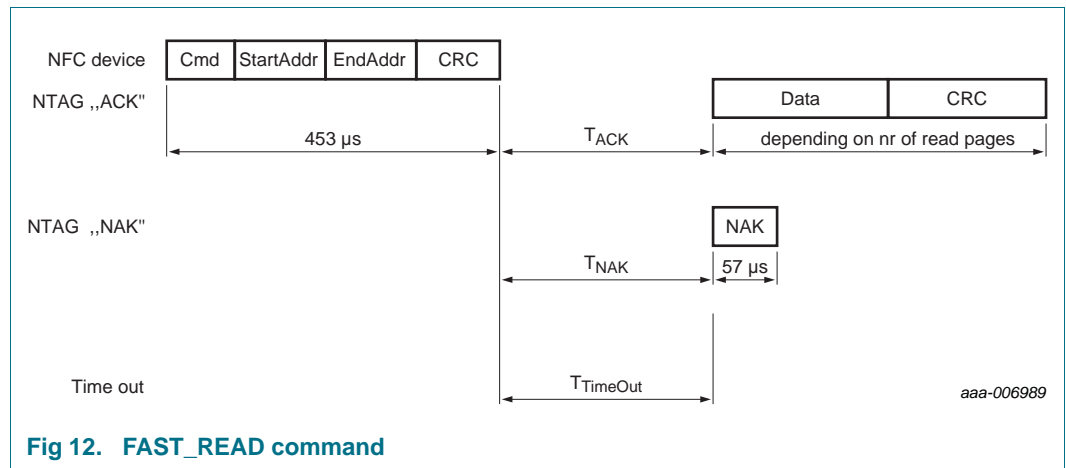 NFC device Cmd StartAddr EndAddr CRC
NTAG ,,ACK" Data CRC
453 µs TACK depending on nr of read pages
NTAG ,,NAK" NAK
TNAK 57 µs
Time out TTimeOut aaa-006989
Fig 12. FAST_READ command